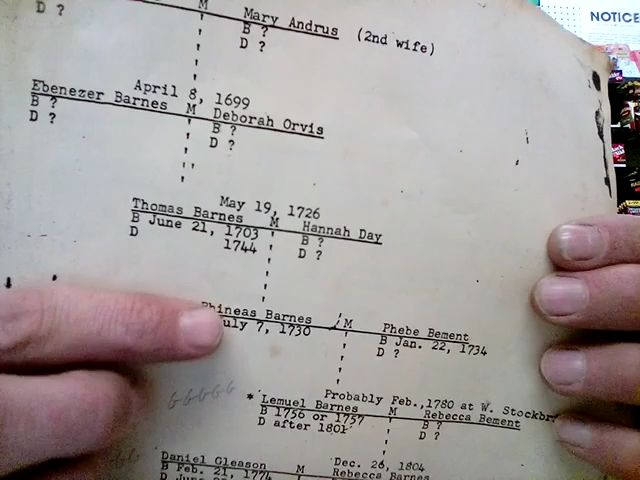 D ? M Mary Andrus (2nd wife)
B ?
D ?
April 8, 1699
Ebenezer Barnes M Deborah Orvis
B ? B ?
D ? D ?
May 19, 1726
Thomas Barnes M Hannah Day
B June 21, 1703 B ?
D 1744 D ?
Phineas Barnes M Phebe Bement
July 7, 1730 B Jan. 22, 1734
D ?
Probably Feb., 1780 at W. Stockbr
* Lemuel Barnes M Rebecca Bement
B 1756 or 1757 B ?
D after 1801 D ?
GGGGG
Dec. 26, 1804
Daniel Gleason M Rebecca Barnes
B Feb. 21, 1774
NOTICE